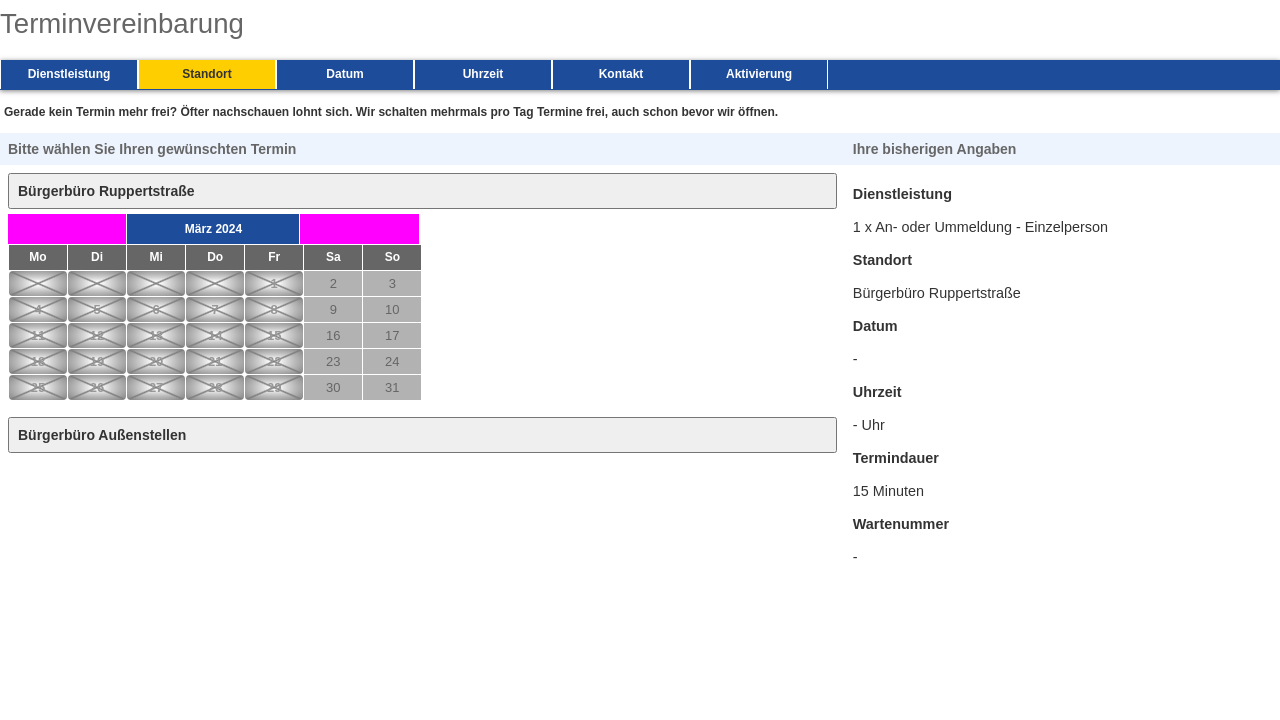 Terminvereinbarung
Dienstleistung Standort Datum Uhrzeit Kontakt Aktivierung
Gerade kein Termin mehr frei? Öfter nachschauen lohnt sich. Wir schalten mehrmals pro Tag Termine frei, auch schon bevor wir öffnen.
Bitte wählen Sie Ihren gewünschten Termin
Bürgerbüro Ruppertstraße
März 2024
Mo Di Mi Do Fr Sa So
1 2 3
4 5 6 7 8 9 10
11 12 13 14 15 16 17
18 19 20 21 22 23 24
25 26 27 28 29 30 31
Bürgerbüro Außenstellen
Ihre bisherigen Angaben
Dienstleistung
1 x An- oder Ummeldung - Einzelperson
Standort
Bürgerbüro Ruppertstraße
Datum
-
Uhrzeit
- Uhr
Termindauer
15 Minuten
Wartenummer
-